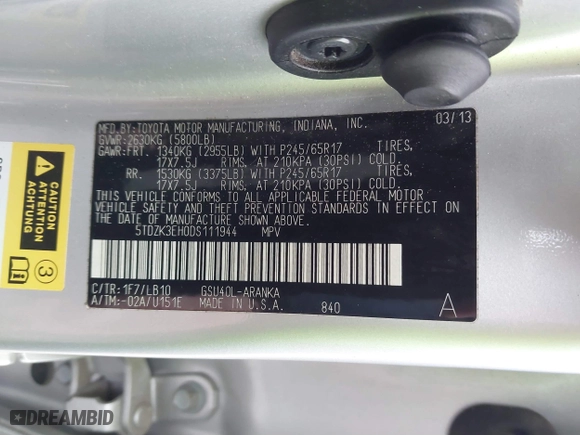 MFD.BY:TOYOTA MOTOR MANUFACTURING, INDIANA, INC. 03/13
GVWR:2630KG (5800LB)
GAWR:FRT. 1340KG (2955LB) WITH P245/65R17 TIRES,
17X7.5J RIMS, AT 210KPA (30PSI) COLD.
RR. 1530KG (3375LB) WITH P245/65R17 TIRES,
17X7.5J RIMS, AT 210KPA (30PSI) COLD.
THIS VEHICLE CONFORMS TO ALL APPLICABLE FEDERAL MOTOR
VEHICLE SAFETY AND THEFT PREVENTION STANDARDS IN EFFECT
ON THE DATE OF MANUFACTURE SHOWN ABOVE.
5TDZK3EH0DS111944 MPV
C/TR:1F7/LB10 GSU40L-ARANKA
A/TM:-02A/U151E MADE IN U.S.A. 840 A
ATTENTION
ATTENTION
3
DREAMBID